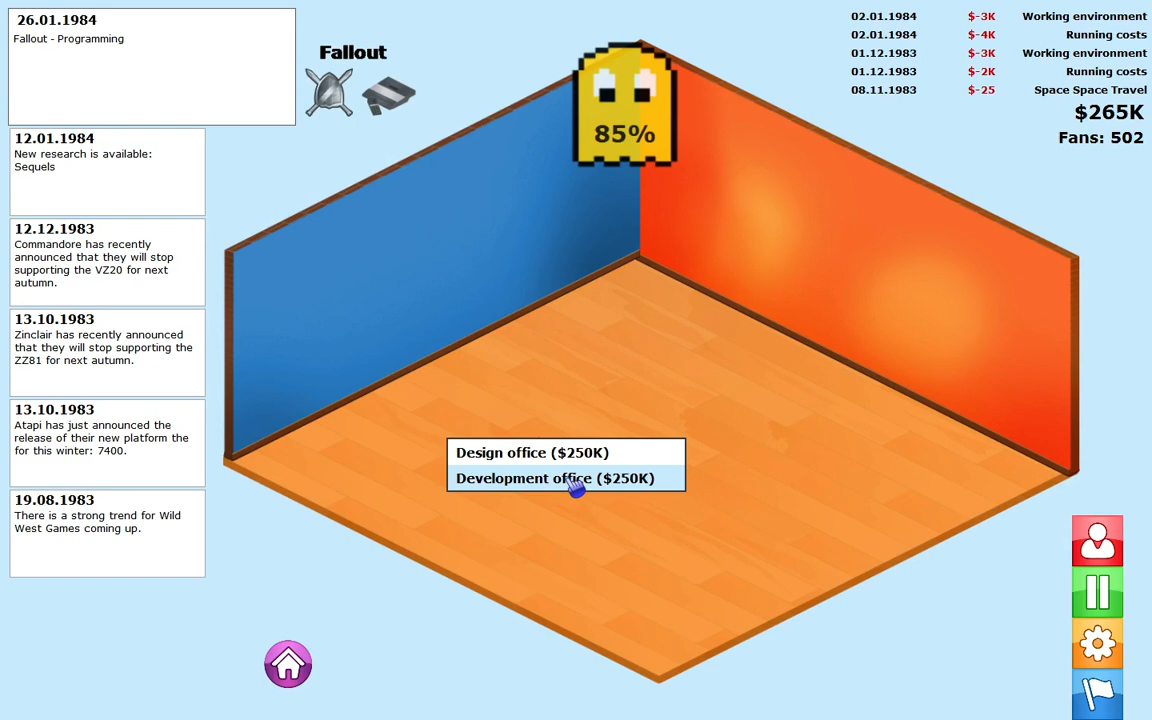 26.01.1984
Fallout - Programming
12.01.1984
New research is available:
Sequels
12.12.1983
Commandore has recently
announced that they will stop
supporting the VZ20 for next
autumn.
13.10.1983
Zinclair has recently announced
that they will stop supporting the
ZZ81 for next autumn.
13.10.1983
Atapi has just announced the
release of their new platform the
for this winter: 7400.
19.08.1983
There is a strong trend for Wild
West Games coming up.
Fallout
85%
02.01.1984 $-3K Working environment
02.01.1984 $-4K Running costs
01.12.1983 $-3K Working environment
01.12.1983 $-2K Running costs
08.11.1983 $-25 Space Space Travel
$265K
Fans: 502
Design office ($250K)
Development office ($250K)